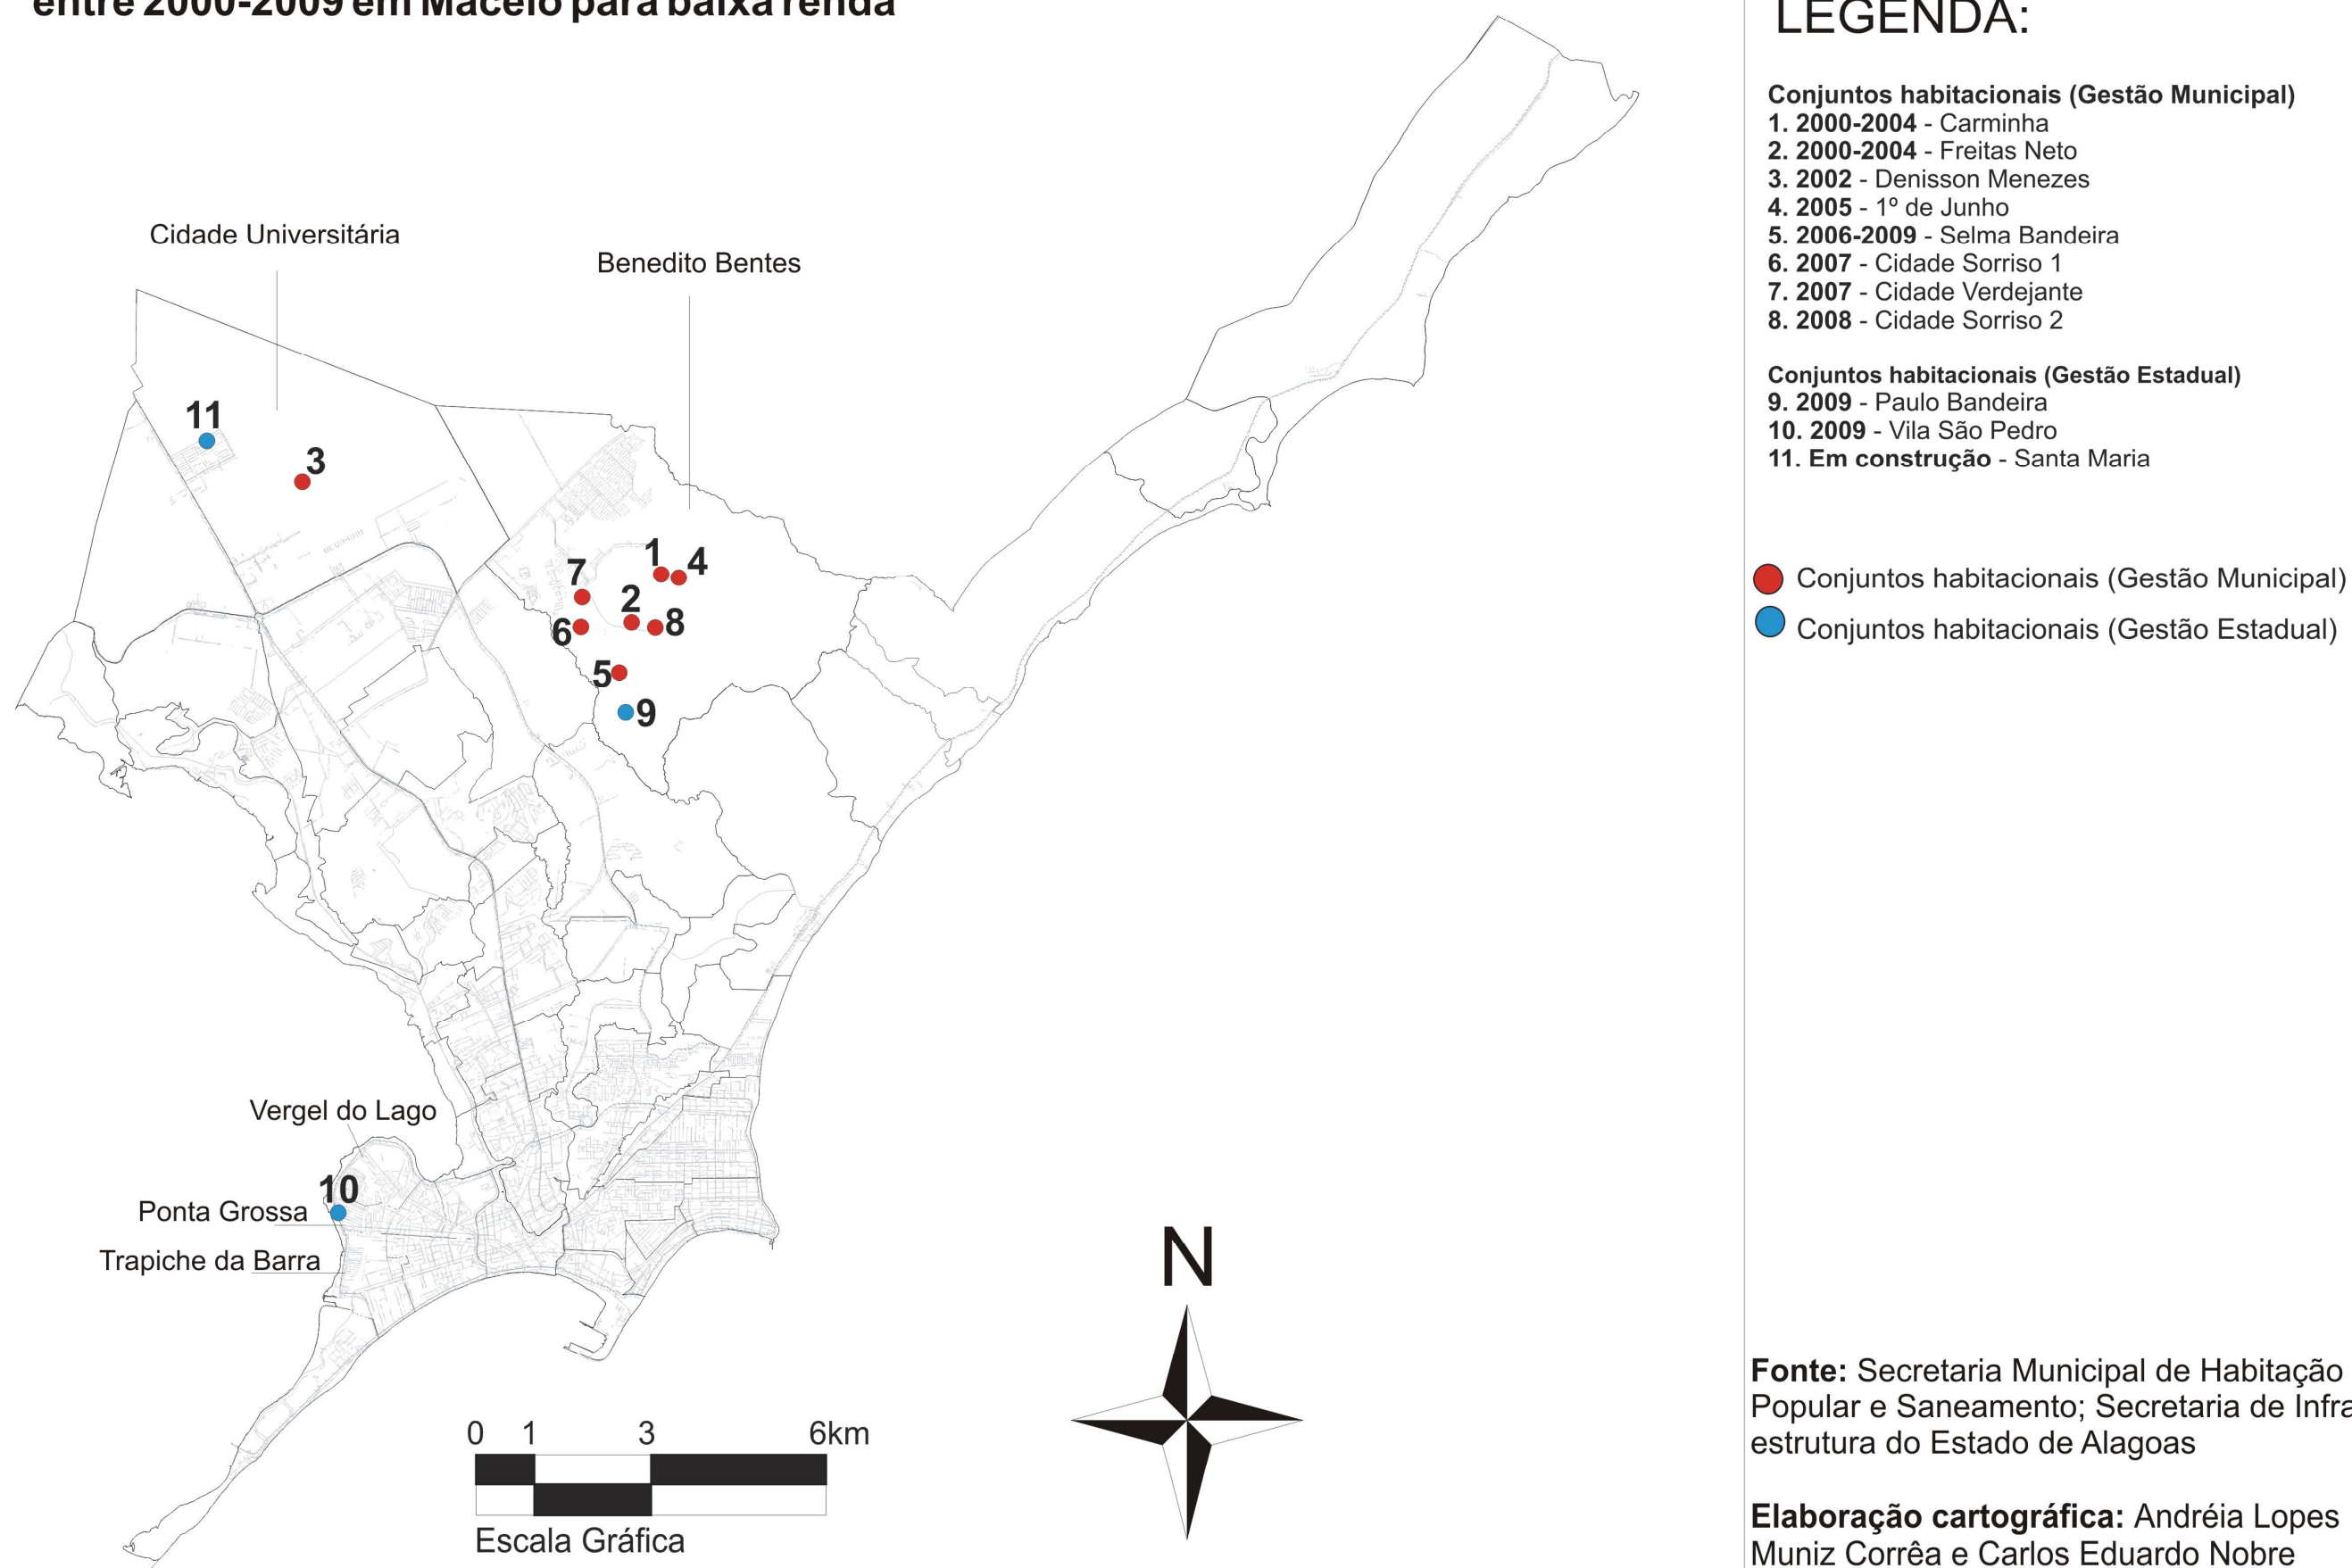 entre 2000-2009 em Maceió para baixa renda
LEGENDA:
Conjuntos habitacionais (Gestão Municipal)
1. 2000-2004 - Carminha
2. 2000-2004 - Freitas Neto
3. 2002 - Denisson Menezes
4. 2005 - 1º de Junho
5. 2006-2009 - Selma Bandeira
6. 2007 - Cidade Sorriso 1
7. 2007 - Cidade Verdejante
8. 2008 - Cidade Sorriso 2
Conjuntos habitacionais (Gestão Estadual)
9. 2009 - Paulo Bandeira
10. 2009 - Vila São Pedro
11. Em construção - Santa Maria
Conjuntos habitacionais (Gestão Municipal)
Conjuntos habitacionais (Gestão Estadual)
Cidade Universitária
Benedito Bentes
11
3
1
4
7
2
8
6
5
9
Vergel do Lago
10
Ponta Grossa
Trapiche da Barra
N
0 1 3 6km
Escala Gráfica
Fonte: Secretaria Municipal de Habitação
Popular e Saneamento; Secretaria de Infra
estrutura do Estado de Alagoas
Elaboração cartográfica: Andréia Lopes
Muniz Corrêa e Carlos Eduardo Nobre